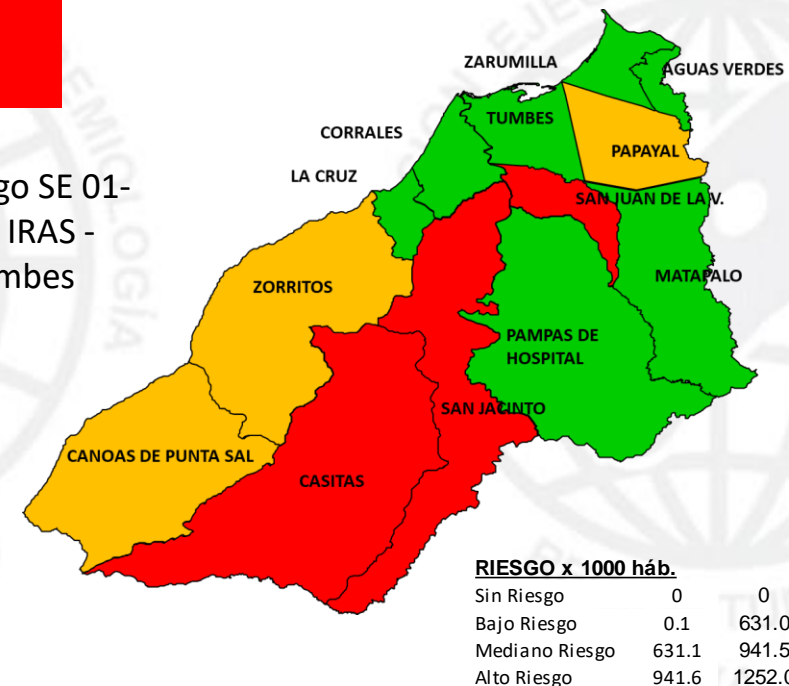 ZARUMILLA
AGUAS VERDES
TUMBES
CORRALES
PAPAYAL
LA CRUZ
go SE 01-
IRAS -
mbes
SAN JUAN DE LA V.
MATAPALO
ZORRITOS
PAMPAS DE
HOSPITAL
SAN JACINTO
CANOAS DE PUNTA SAL
CASITAS
RIESGO x 1000 háb.
Sin Riesgo 0 0
Bajo Riesgo 0.1 631.0
Mediano Riesgo 631.1 941.5
Alto Riesgo 941.6 1252.0